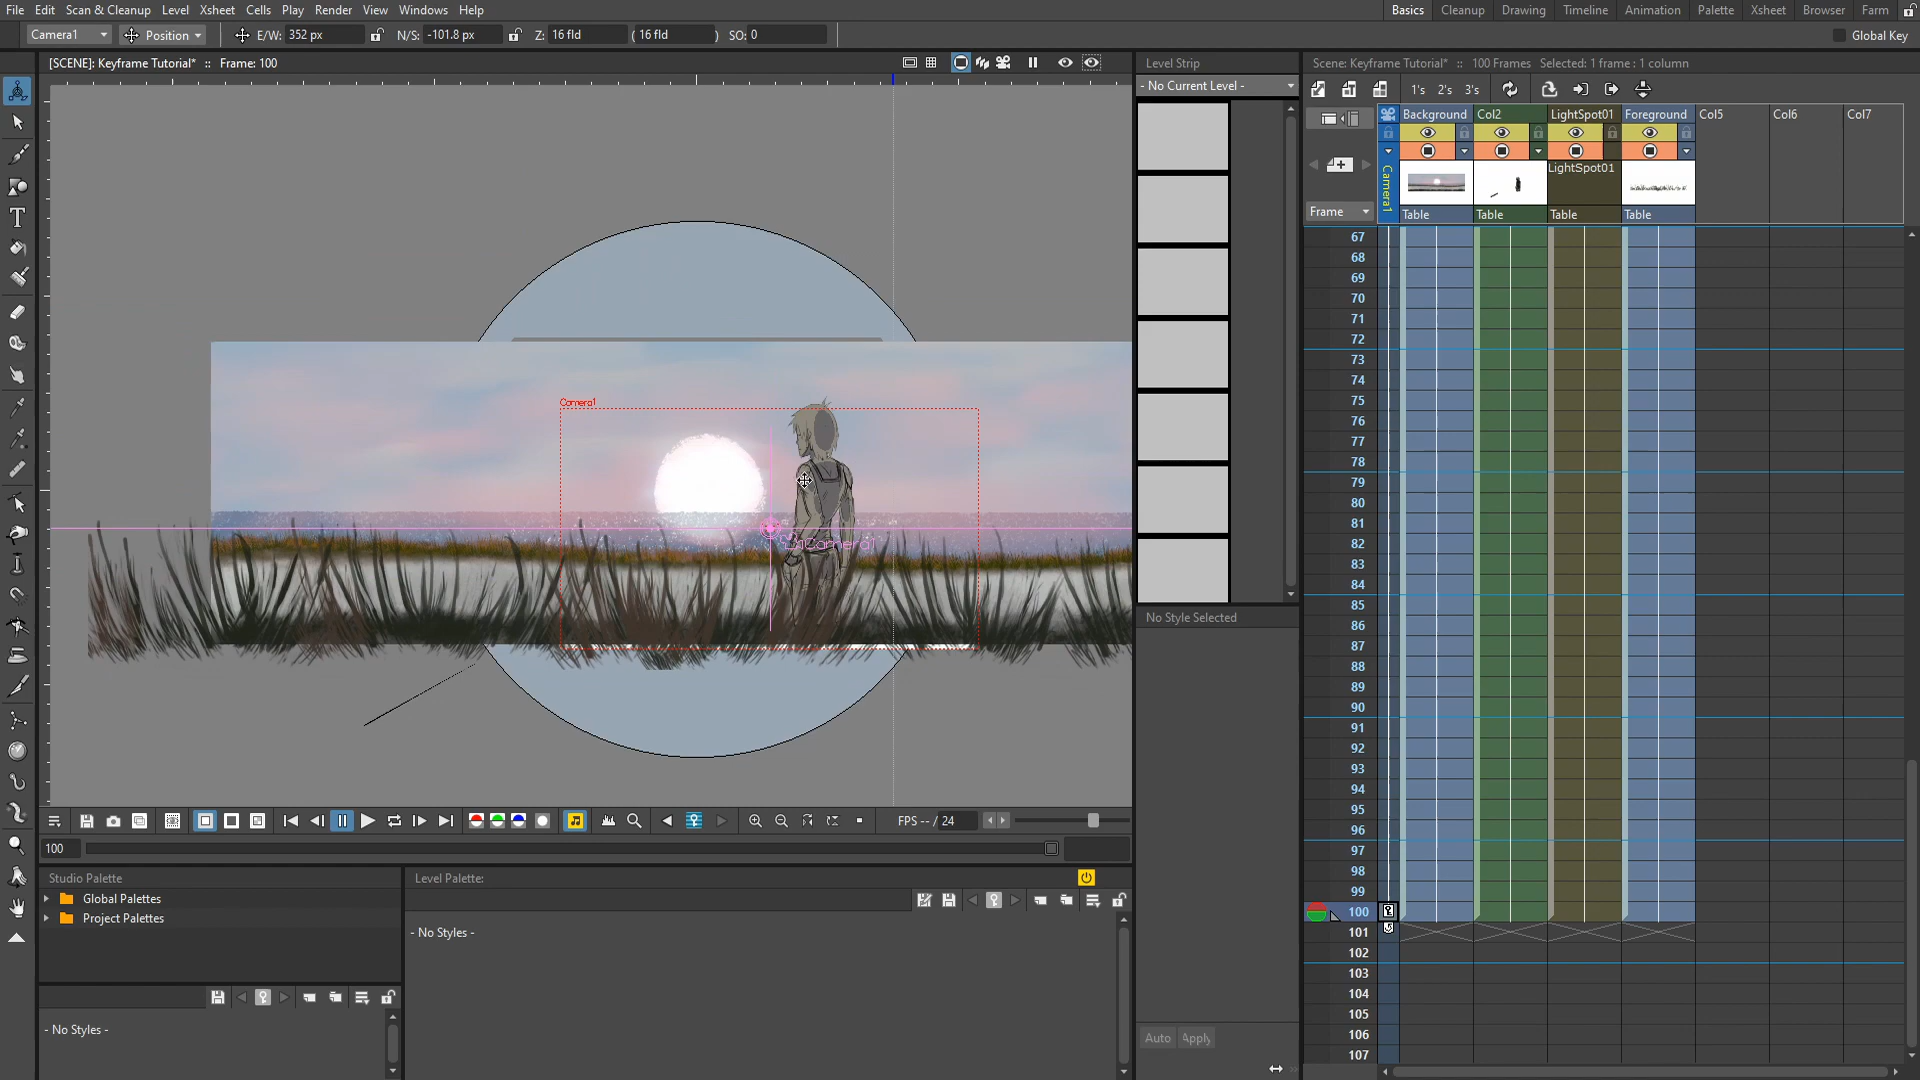 File Edit Scan & Cleanup Level Xsheet Cells Play Render View Windows Help
Basics Cleanup Drawing Timeline Animation Palette Xsheet Browser Farm
Camera1 Position E/W: 352 px N/S: -101.8 px Z: 16 fld ( 16 fld ) SO: 0
Global Key
[SCENE]: Keyframe Tutorial* :: Frame: 100
Level Strip
Scene: Keyframe Tutorial* :: 100 Frames Selected: 1 frame : 1 column
- No Current Level -
1's 2's 3's
Background Col2 LightSpot01 Foreground Col5 Col6 Col7
LightSpot01
Camera1
Frame
Table Table Table Table
67
68
69
70
71
72
73
74
75
76
77
78
79
80
81
82
83
84
85
86
87
88
89
90
91
92
93
94
95
96
97
98
99
100
101
102
103
104
105
106
107
Camera1
Camera1
No Style Selected
FPS -- / 24
100
Studio Palette
Global Palettes
Project Palettes
Level Palette:
- No Styles -
- No Styles -
Auto Apply